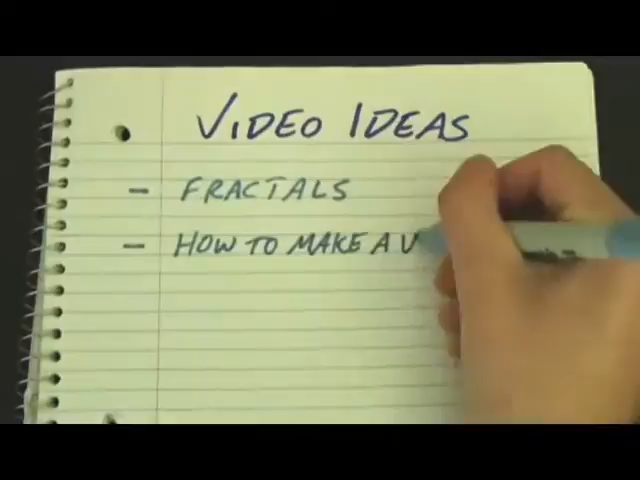 VIDEO IDEAS
- FRACTALS
- HOW TO MAKE A V